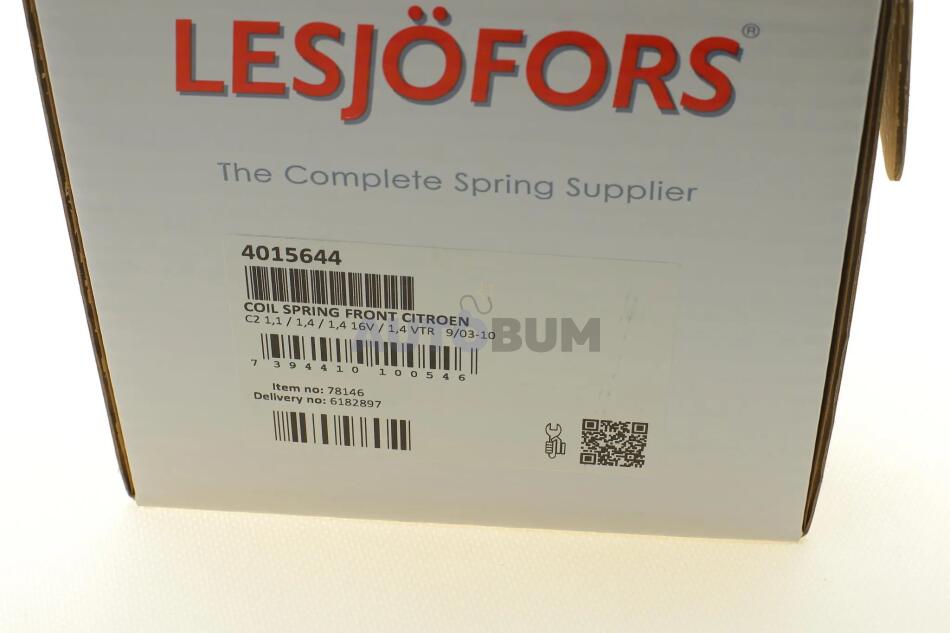 LESJÖFORS®
The Complete Spring Supplier
4015644
COIL SPRING FRONT CITROEN
C2 1,1 / 1,4 / 1,4 16V / 1,4 VTR 9/03-10
AUTOBUM
7 394410 100546
Item no: 78146
Delivery no: 6182897